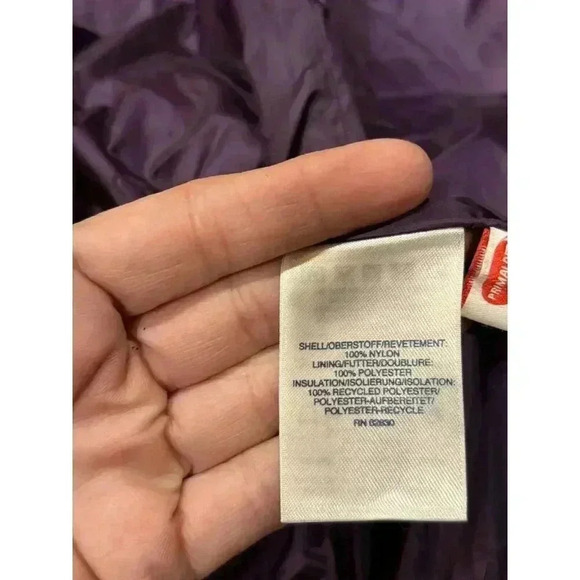 SHELL/OBERSTOFF/REVETEMENT:
100% NYLON
LINING/FUTTER/DOUBLURE:
100% POLYESTER
INSULATION/ISOLIERUNG/ISOLATION:
100% RECYCLED POLYESTER/
POLYESTER-AUFBEREITET/
POLYESTER-RECYCLE
RN 62830